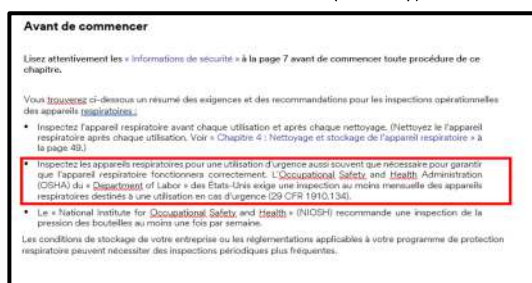 Avant de commencer
Lisez attentivement les « Informations de sécurité » à la page 7 avant de commencer toute procédure de ce
chapitre.
Vous trouverez ci-dessous un résumé des exigences et des recommandations pour les inspections opérationnelles
des appareils respiratoires :
• Inspectez l'appareil respiratoire avant chaque utilisation et après chaque nettoyage. (Nettoyez le l'appareil
respiratoire après chaque utilisation. Voir « Chapitre 4 : Nettoyage et stockage de l'appareil respiratoire » à
la page 49.)
• Inspectez les appareils respiratoires pour une utilisation d'urgence aussi souvent que nécessaire pour garantir
que l'appareil respiratoire fonctionnera correctement. L'Occupational Safety and Health Administration
(OSHA) du « Department of Labor » des États-Unis exige une inspection au moins mensuelle des appareils
respiratoires destinés à une utilisation en cas d'urgence (29 CFR 1910.134).
• Le « National Institute for Occupational Safety and Health » (NIOSH) recommande une inspection de la
pression des bouteilles au moins une fois par semaine.
Les conditions de stockage de votre entreprise ou les réglementations applicables à votre programme de protection
respiratoire peuvent nécessiter des inspections périodiques plus fréquentes.